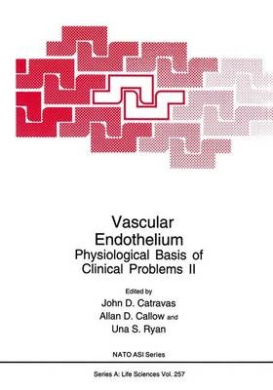 Vascular
Endothelium
Physiological Basis of
Clinical Problems II
Edited by
John D. Catravas
Allan D. Callow and
Una S. Ryan
NATO ASI Series
Series A: Life Sciences Vol. 257